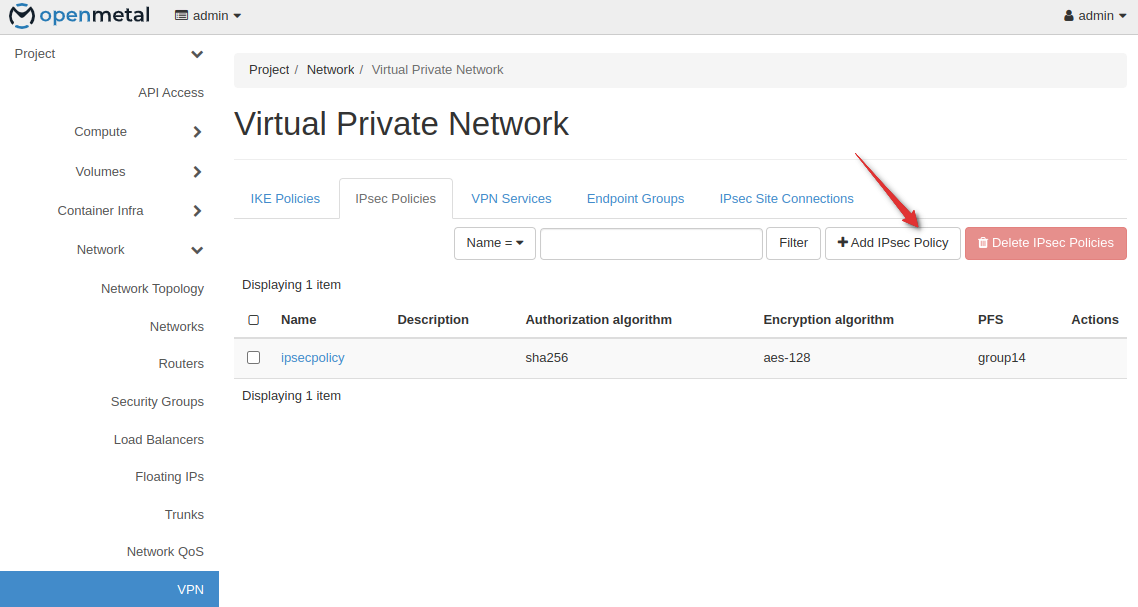 openmetal admin admin
Project
API Access
Compute
Volumes
Container Infra
Network
Network Topology
Networks
Routers
Security Groups
Load Balancers
Floating IPs
Trunks
Network QoS
VPN
Project / Network / Virtual Private Network
Virtual Private Network
IKE Policies IPsec Policies VPN Services Endpoint Groups IPsec Site Connections
Name = Filter +Add IPsec Policy Delete IPsec Policies
Displaying 1 item
Name Description Authorization algorithm Encryption algorithm PFS Actions
ipsecpolicy sha256 aes-128 group14
Displaying 1 item